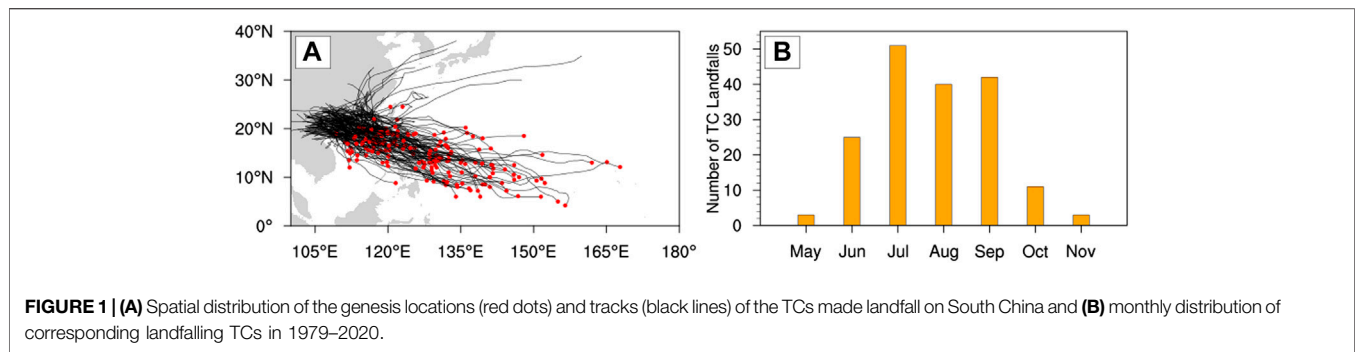 A
40°N
30°N
20°N
10°N
0°
105°E 120°E 135°E 150°E 165°E 180°
B
Number of TC Landfalls
50
40
30
20
10
0
May Jun Jul Aug Sep Oct Nov
FIGURE 1 | (A) Spatial distribution of the genesis locations (red dots) and tracks (black lines) of the TCs made landfall on South China and (B) monthly distribution of
corresponding landfalling TCs in 1979–2020.